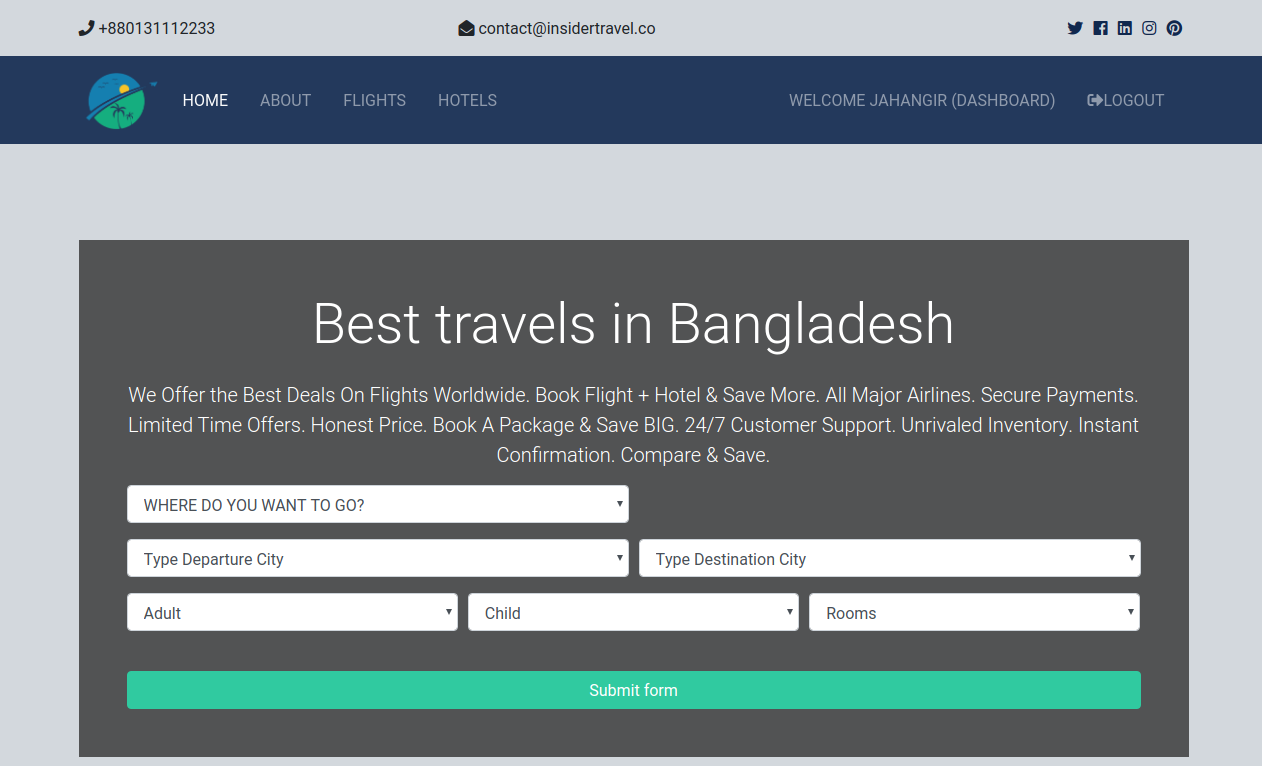 +880131112233 contact@insidertravel.co
HOME ABOUT FLIGHTS HOTELS WELCOME JAHANGIR (DASHBOARD) LOGOUT
Best travels in Bangladesh
We Offer the Best Deals On Flights Worldwide. Book Flight + Hotel & Save More. All Major Airlines. Secure Payments.
Limited Time Offers. Honest Price. Book A Package & Save BIG. 24/7 Customer Support. Unrivaled Inventory. Instant
Confirmation. Compare & Save.
WHERE DO YOU WANT TO GO?
Type Departure City Type Destination City
Adult Child Rooms
Submit form